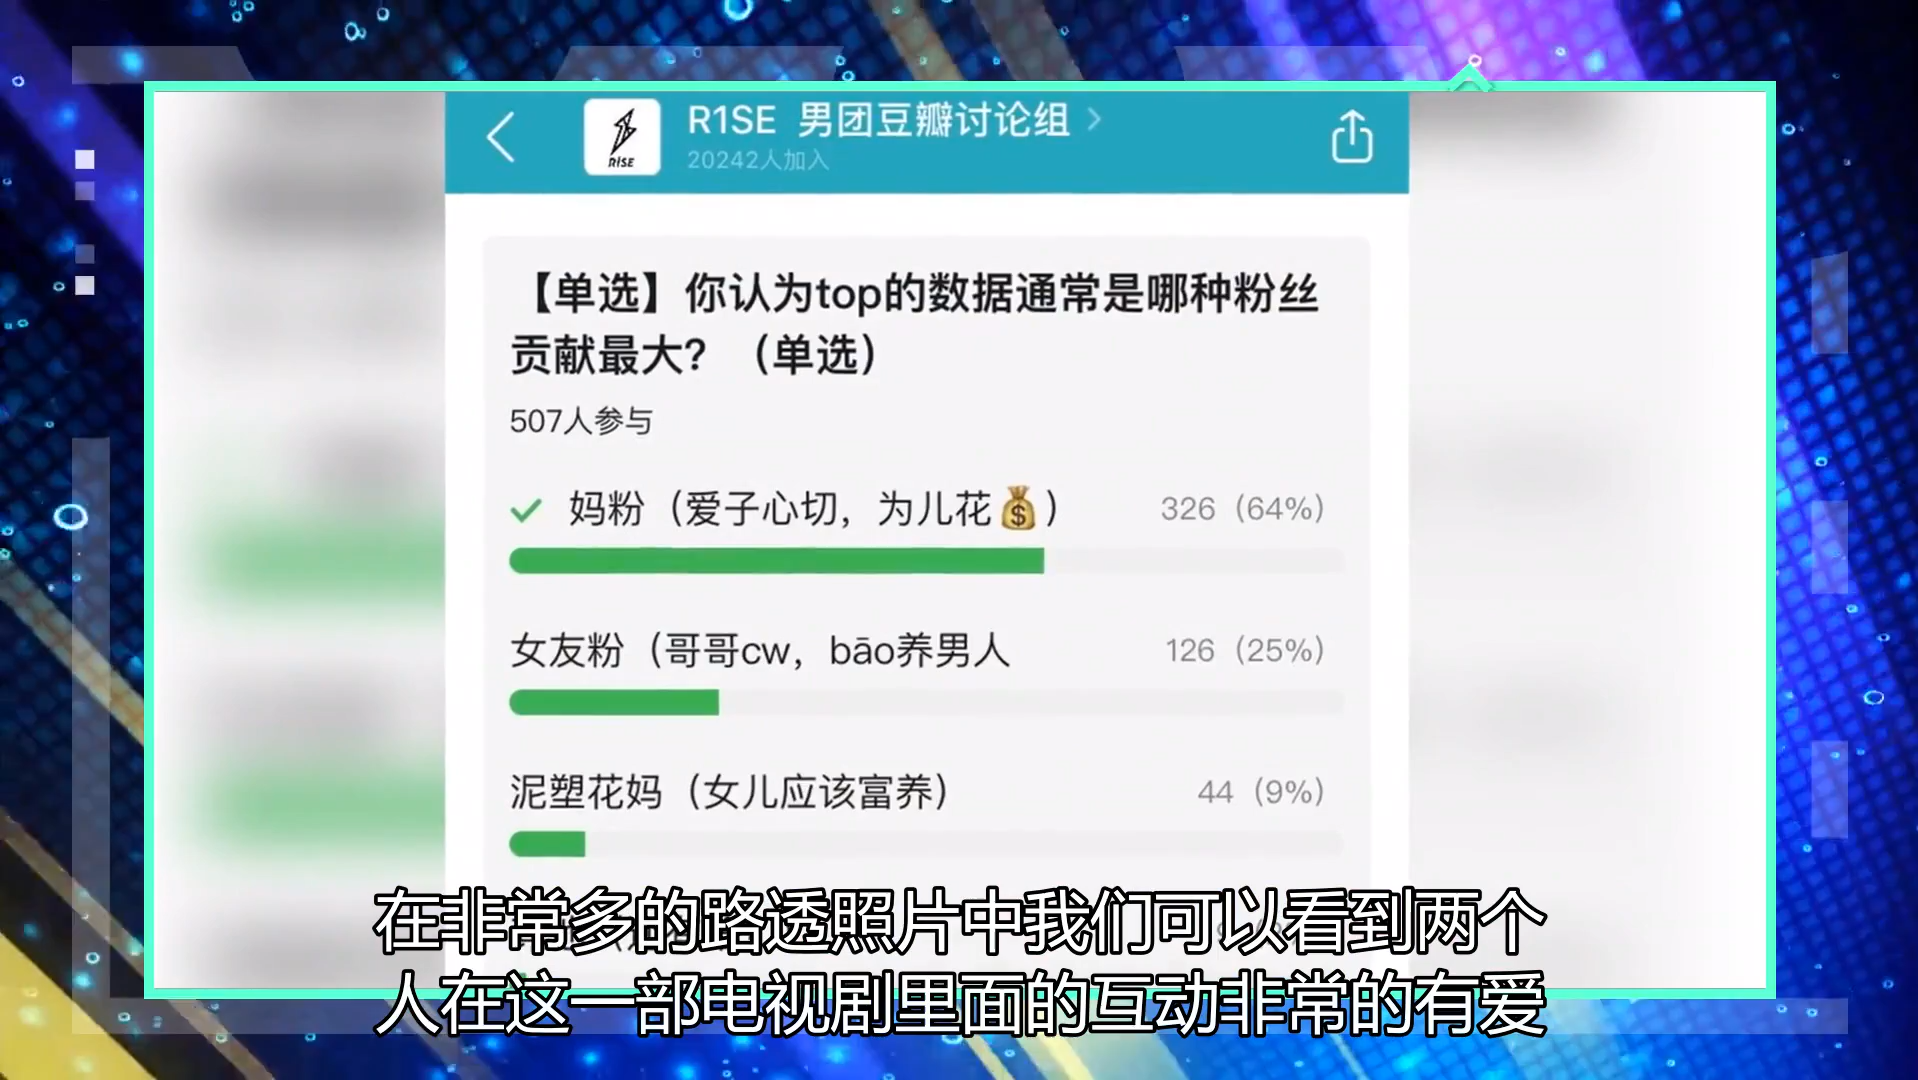 R1SE 男团豆瓣讨论组
20242人加入
R1SE
【单选】你认为top的数据通常是哪种粉丝
贡献最大？（单选）
507人参与
妈粉（爱子心切，为儿花💰） 326（64%）
女友粉（哥哥cw，bāo养男人 126（25%）
泥塑花妈（女儿应该富养） 44（9%）
在非常多的路透照片中我们可以看到两个
人在这一部电视剧里面的互动非常的有爱